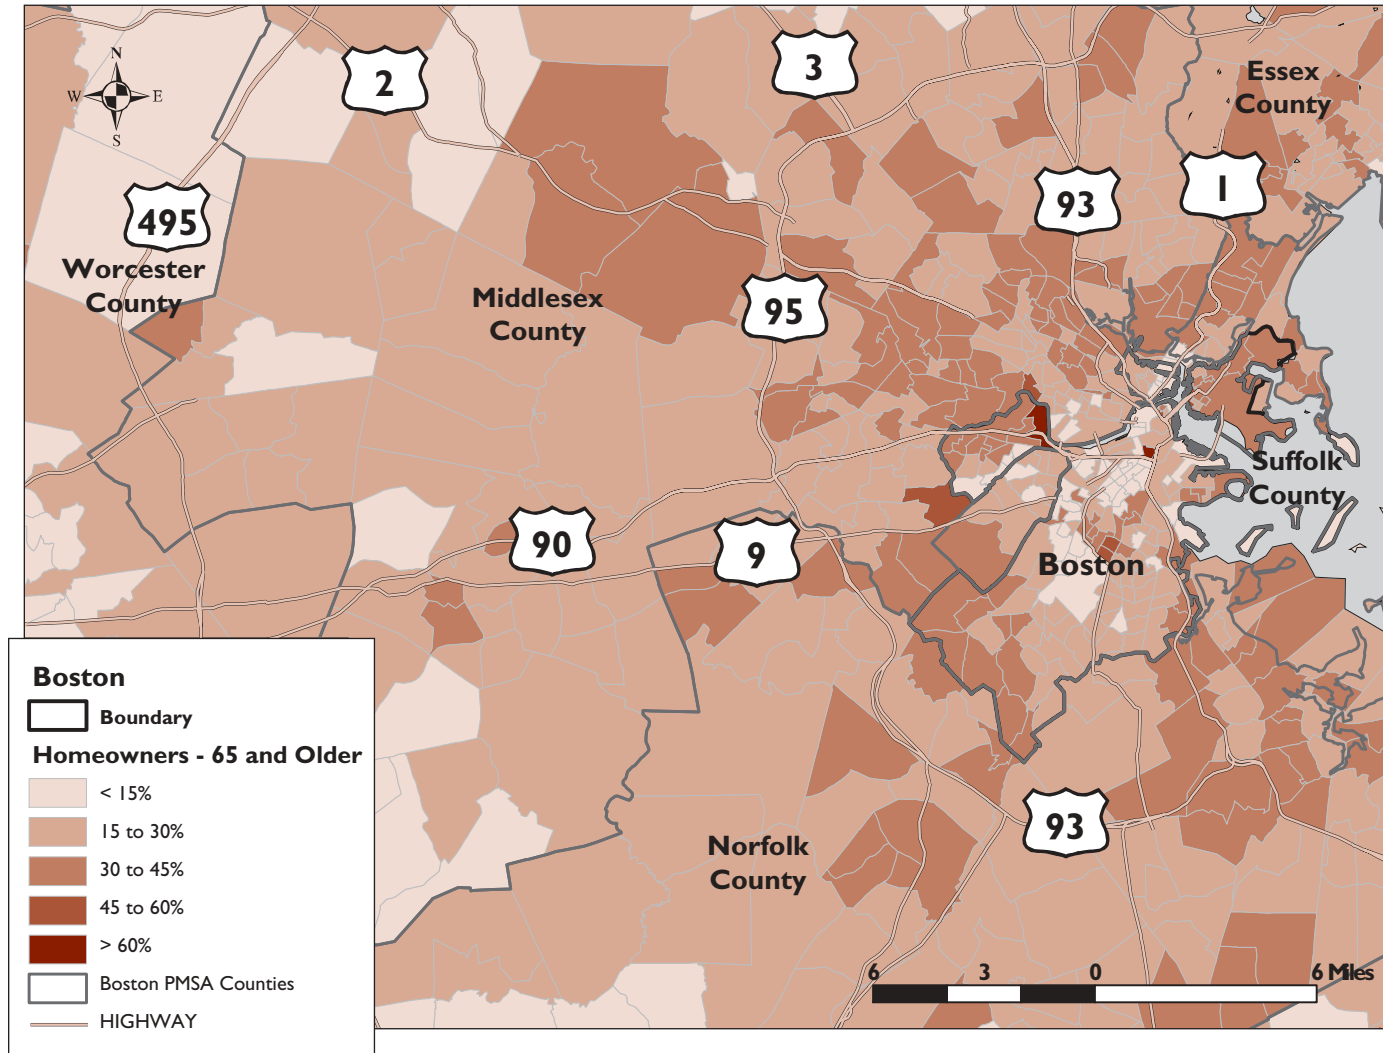 N
W E
S
2
3
Essex
County
93
1
495
Worcester
County
Middlesex
County
95
Suffolk
County
90
9
Boston
Norfolk
County
93
6 3 0 6 Miles
Boston
Boundary
Homeowners - 65 and Older
< 15%
15 to 30%
30 to 45%
45 to 60%
> 60%
Boston PMSA Counties
HIGHWAY